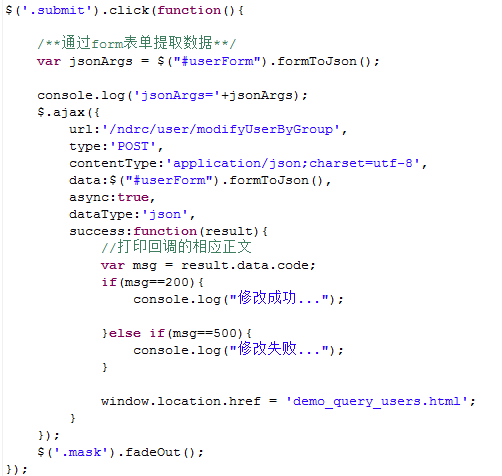 $('.submit').click(function(){
/**通过form表单提取数据**/
var jsonArgs = $("#userForm").formToJson();
console.log('jsonArgs='+jsonArgs);
$.ajax({
url:'/ndrc/user/modifyUserByGroup',
type:'POST',
contentType:'application/json;charset=utf-8',
data:$("#userForm").formToJson(),
async:true,
dataType:'json',
success:function(result){
//打印回调的相应正文
var msg = result.data.code;
if(msg==200){
console.log("修改成功...");
}else if(msg==500){
console.log("修改失败...");
}
window.location.href = 'demo_query_users.html';
}
});
$('.mask').fadeOut();
});